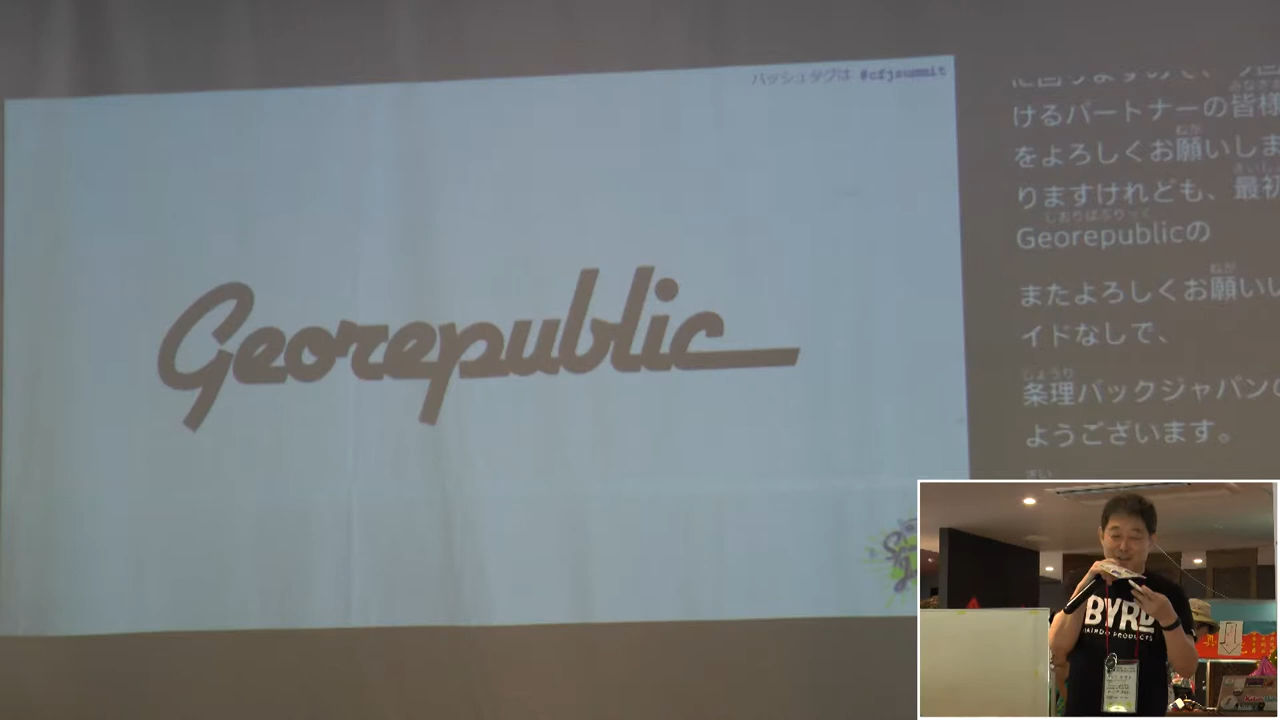 ハッシュタグは #cfjsummit
Georepublic
けるパートナーの皆様
をよろしくお願いしま
りますけれども、最初
Georepublicの
またよろしくお願いい
イドなしで、
条理バックジャパンの
ようございます。
BYRD
HAIRDO PRODUCTS